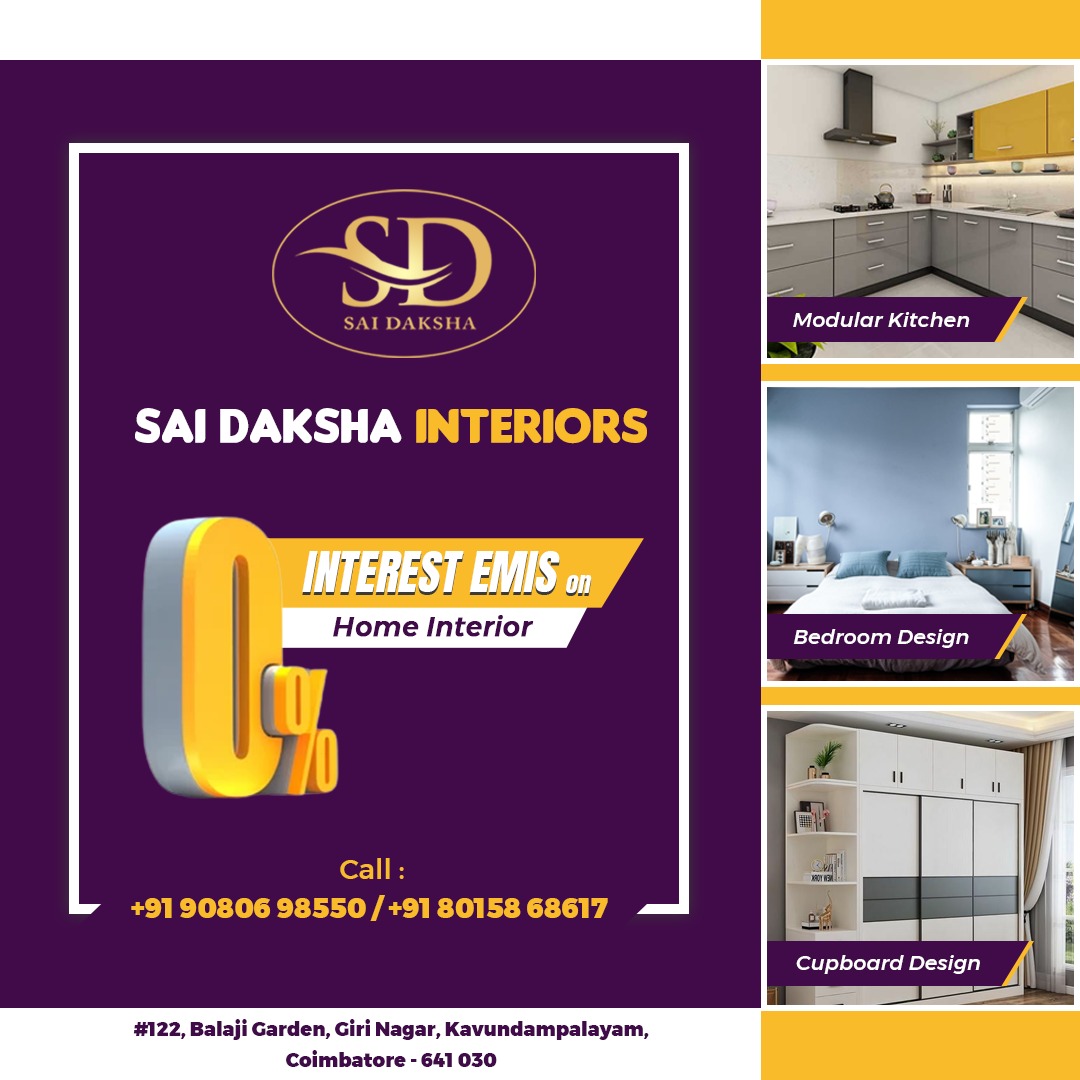 SD
SAI DAKSHA
SAI DAKSHA INTERIORS
0%
INTEREST EMIS on
Home Interior
Call :
+91 90806 98550 / +91 80158 68617
#122, Balaji Garden, Giri Nagar, Kavundampalayam,
Coimbatore - 641 030
Modular Kitchen
Bedroom Design
Cupboard Design